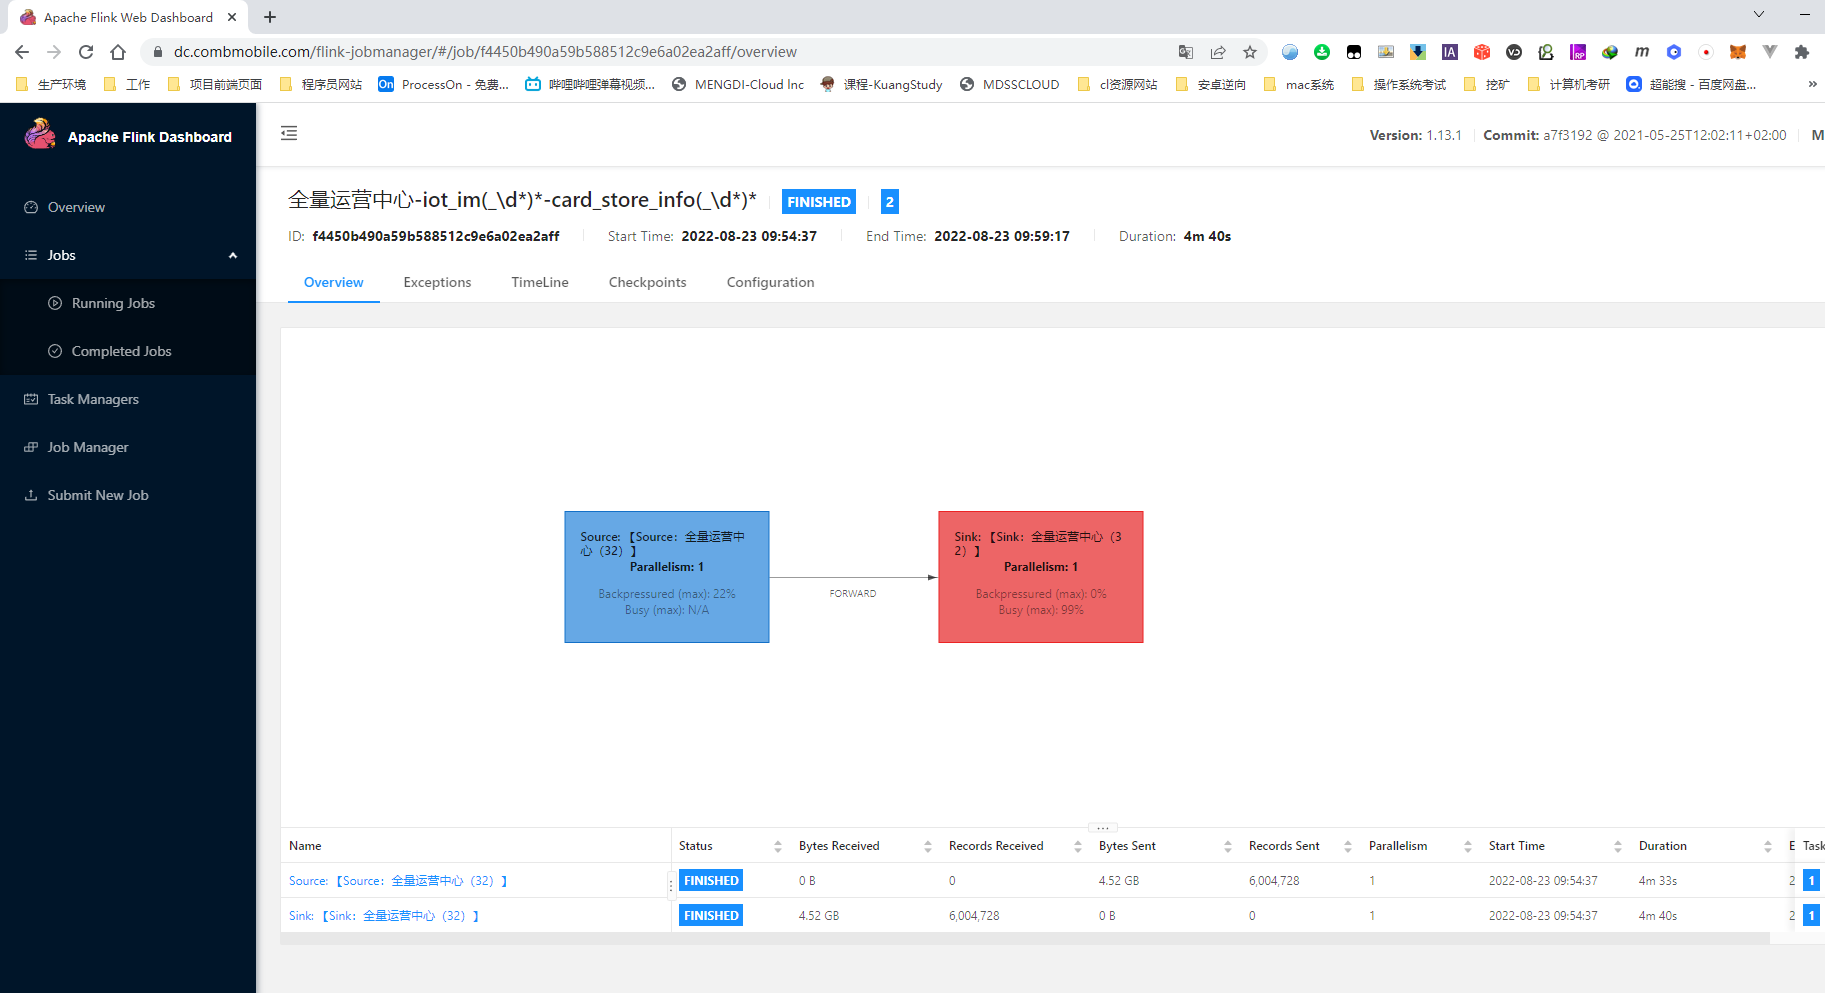 Apache Flink Web Dashboard
dc.combmobile.com/flink-jobmanager/#/job/f4450b490a59b588512c9e6a02ea2aff/overview
生产环境 工作 项目前端页面 程序员网站 On ProcessOn - 免费... 哔哩哔哩弹幕视频... MENGDI-Cloud Inc 课程-KuangStudy MDSSCLOUD cl资源网站 安卓逆向 mac系统 操作系统考试 挖矿 计算机考研 超能搜 - 百度网盘... »
Apache Flink Dashboard
Version: 1.13.1 Commit: a7f3192 @ 2021-05-25T12:02:11+02:00 M
Overview
Jobs
Running Jobs
Completed Jobs
Task Managers
Job Manager
Submit New Job
全量运营中心-iot_im(_\d*)*-card_store_info(_\d*)* FINISHED 2
ID: f4450b490a59b588512c9e6a02ea2aff Start Time: 2022-08-23 09:54:37 End Time: 2022-08-23 09:59:17 Duration: 4m 40s
Overview Exceptions TimeLine Checkpoints Configuration
Source: 【Source：全量运营中
心（32）】
Parallelism: 1
Backpressured (max): 22%
Busy (max): N/A
FORWARD
Sink: 【Sink：全量运营中心（3
2）】
Parallelism: 1
Backpressured (max): 0%
Busy (max): 99%
Name Status Bytes Received Records Received Bytes Sent Records Sent Parallelism Start Time Duration E Task
Source: 【Source：全量运营中心（32）】 FINISHED 0 B 0 4.52 GB 6,004,728 1 2022-08-23 09:54:37 4m 33s 2 1
Sink: 【Sink：全量运营中心（32）】 FINISHED 4.52 GB 6,004,728 0 B 0 1 2022-08-23 09:54:37 4m 40s 2 1